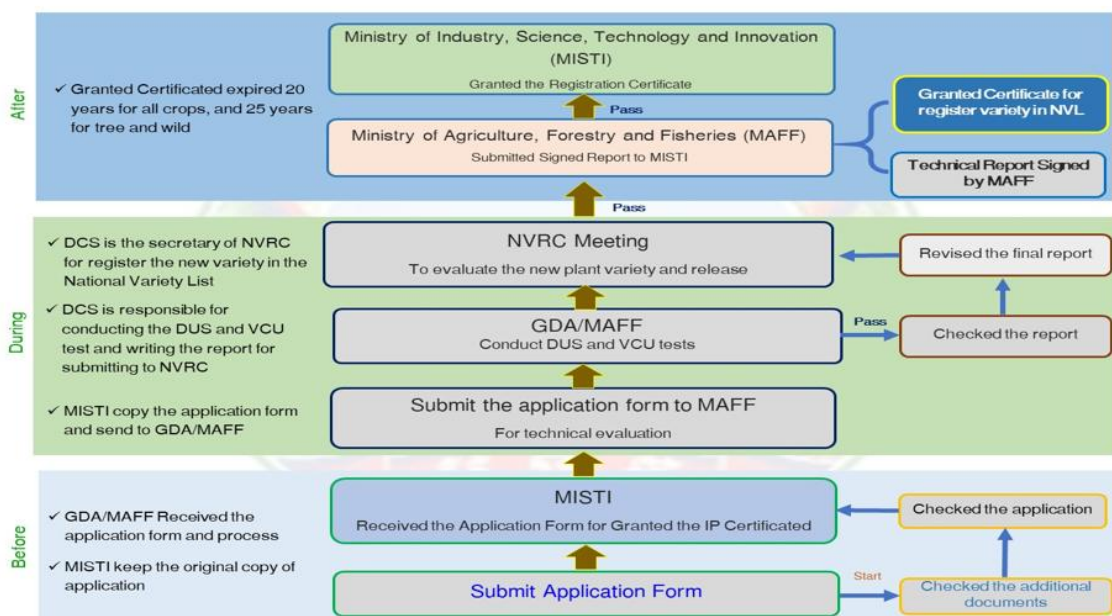 After
✓ Granted Certificated expired 20
years for all crops, and 25 years
for tree and wild
Ministry of Industry, Science, Technology and Innovation
(MISTI)
Granted the Registration Certificate
Pass
Ministry of Agriculture, Forestry and Fisheries (MAFF)
Submitted Signed Report to MISTI
Granted Certificate for
register variety in NVL
Technical Report Signed
by MAFF
Pass
During
✓ DCS is the secretary of NVRC
for register the new variety in the
National Variety List
✓ DCS is responsible for
conducting the DUS and VCU
test and writing the report for
submitting to NVRC
✓ MISTI copy the application form
and send to GDA/MAFF
NVRC Meeting
To evaluate the new plant variety and release
Revised the final report
GDA/MAFF
Conduct DUS and VCU tests
Pass
Checked the report
Submit the application form to MAFF
For technical evaluation
Before
✓ GDA/MAFF Received the
application form and process
✓ MISTI keep the original copy of
application
MISTI
Received the Application Form for Granted the IP Certificated
Checked the application
Submit Application Form
Start
Checked the additional
documents